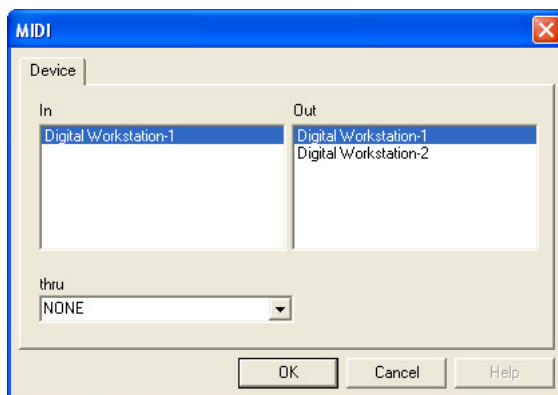 MIDI
Device
In
Out
Digital Workstation-1
Digital Workstation-1
Digital Workstation-2
thru
NONE
OK
Cancel
Help